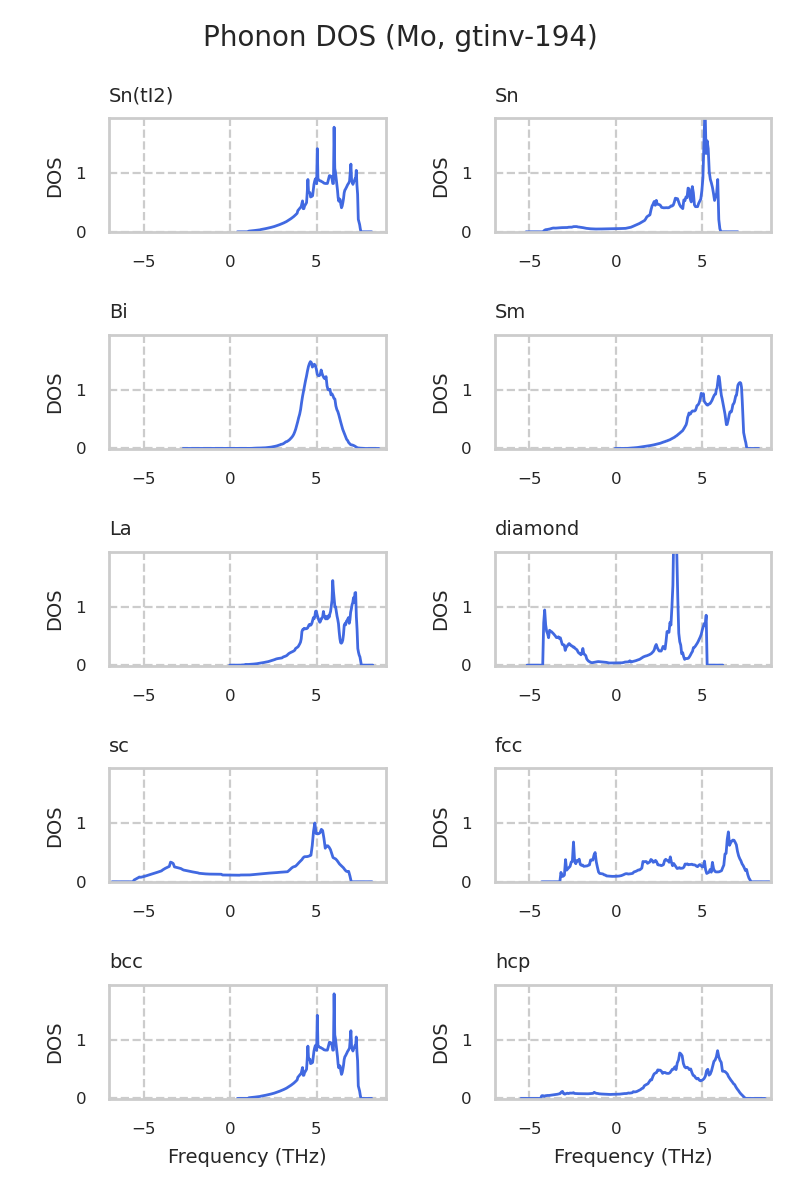 Phonon DOS (Mo, gtinv-194)
Sn(tI2)
DOS
1
0
−5 0 5
Sn
DOS
1
0
−5 0 5
Bi
DOS
1
0
−5 0 5
Sm
DOS
1
0
−5 0 5
La
DOS
1
0
−5 0 5
diamond
DOS
1
0
−5 0 5
sc
DOS
1
0
−5 0 5
fcc
DOS
1
0
−5 0 5
bcc
DOS
1
0
−5 0 5
Frequency (THz)
hcp
DOS
1
0
−5 0 5
Frequency (THz)